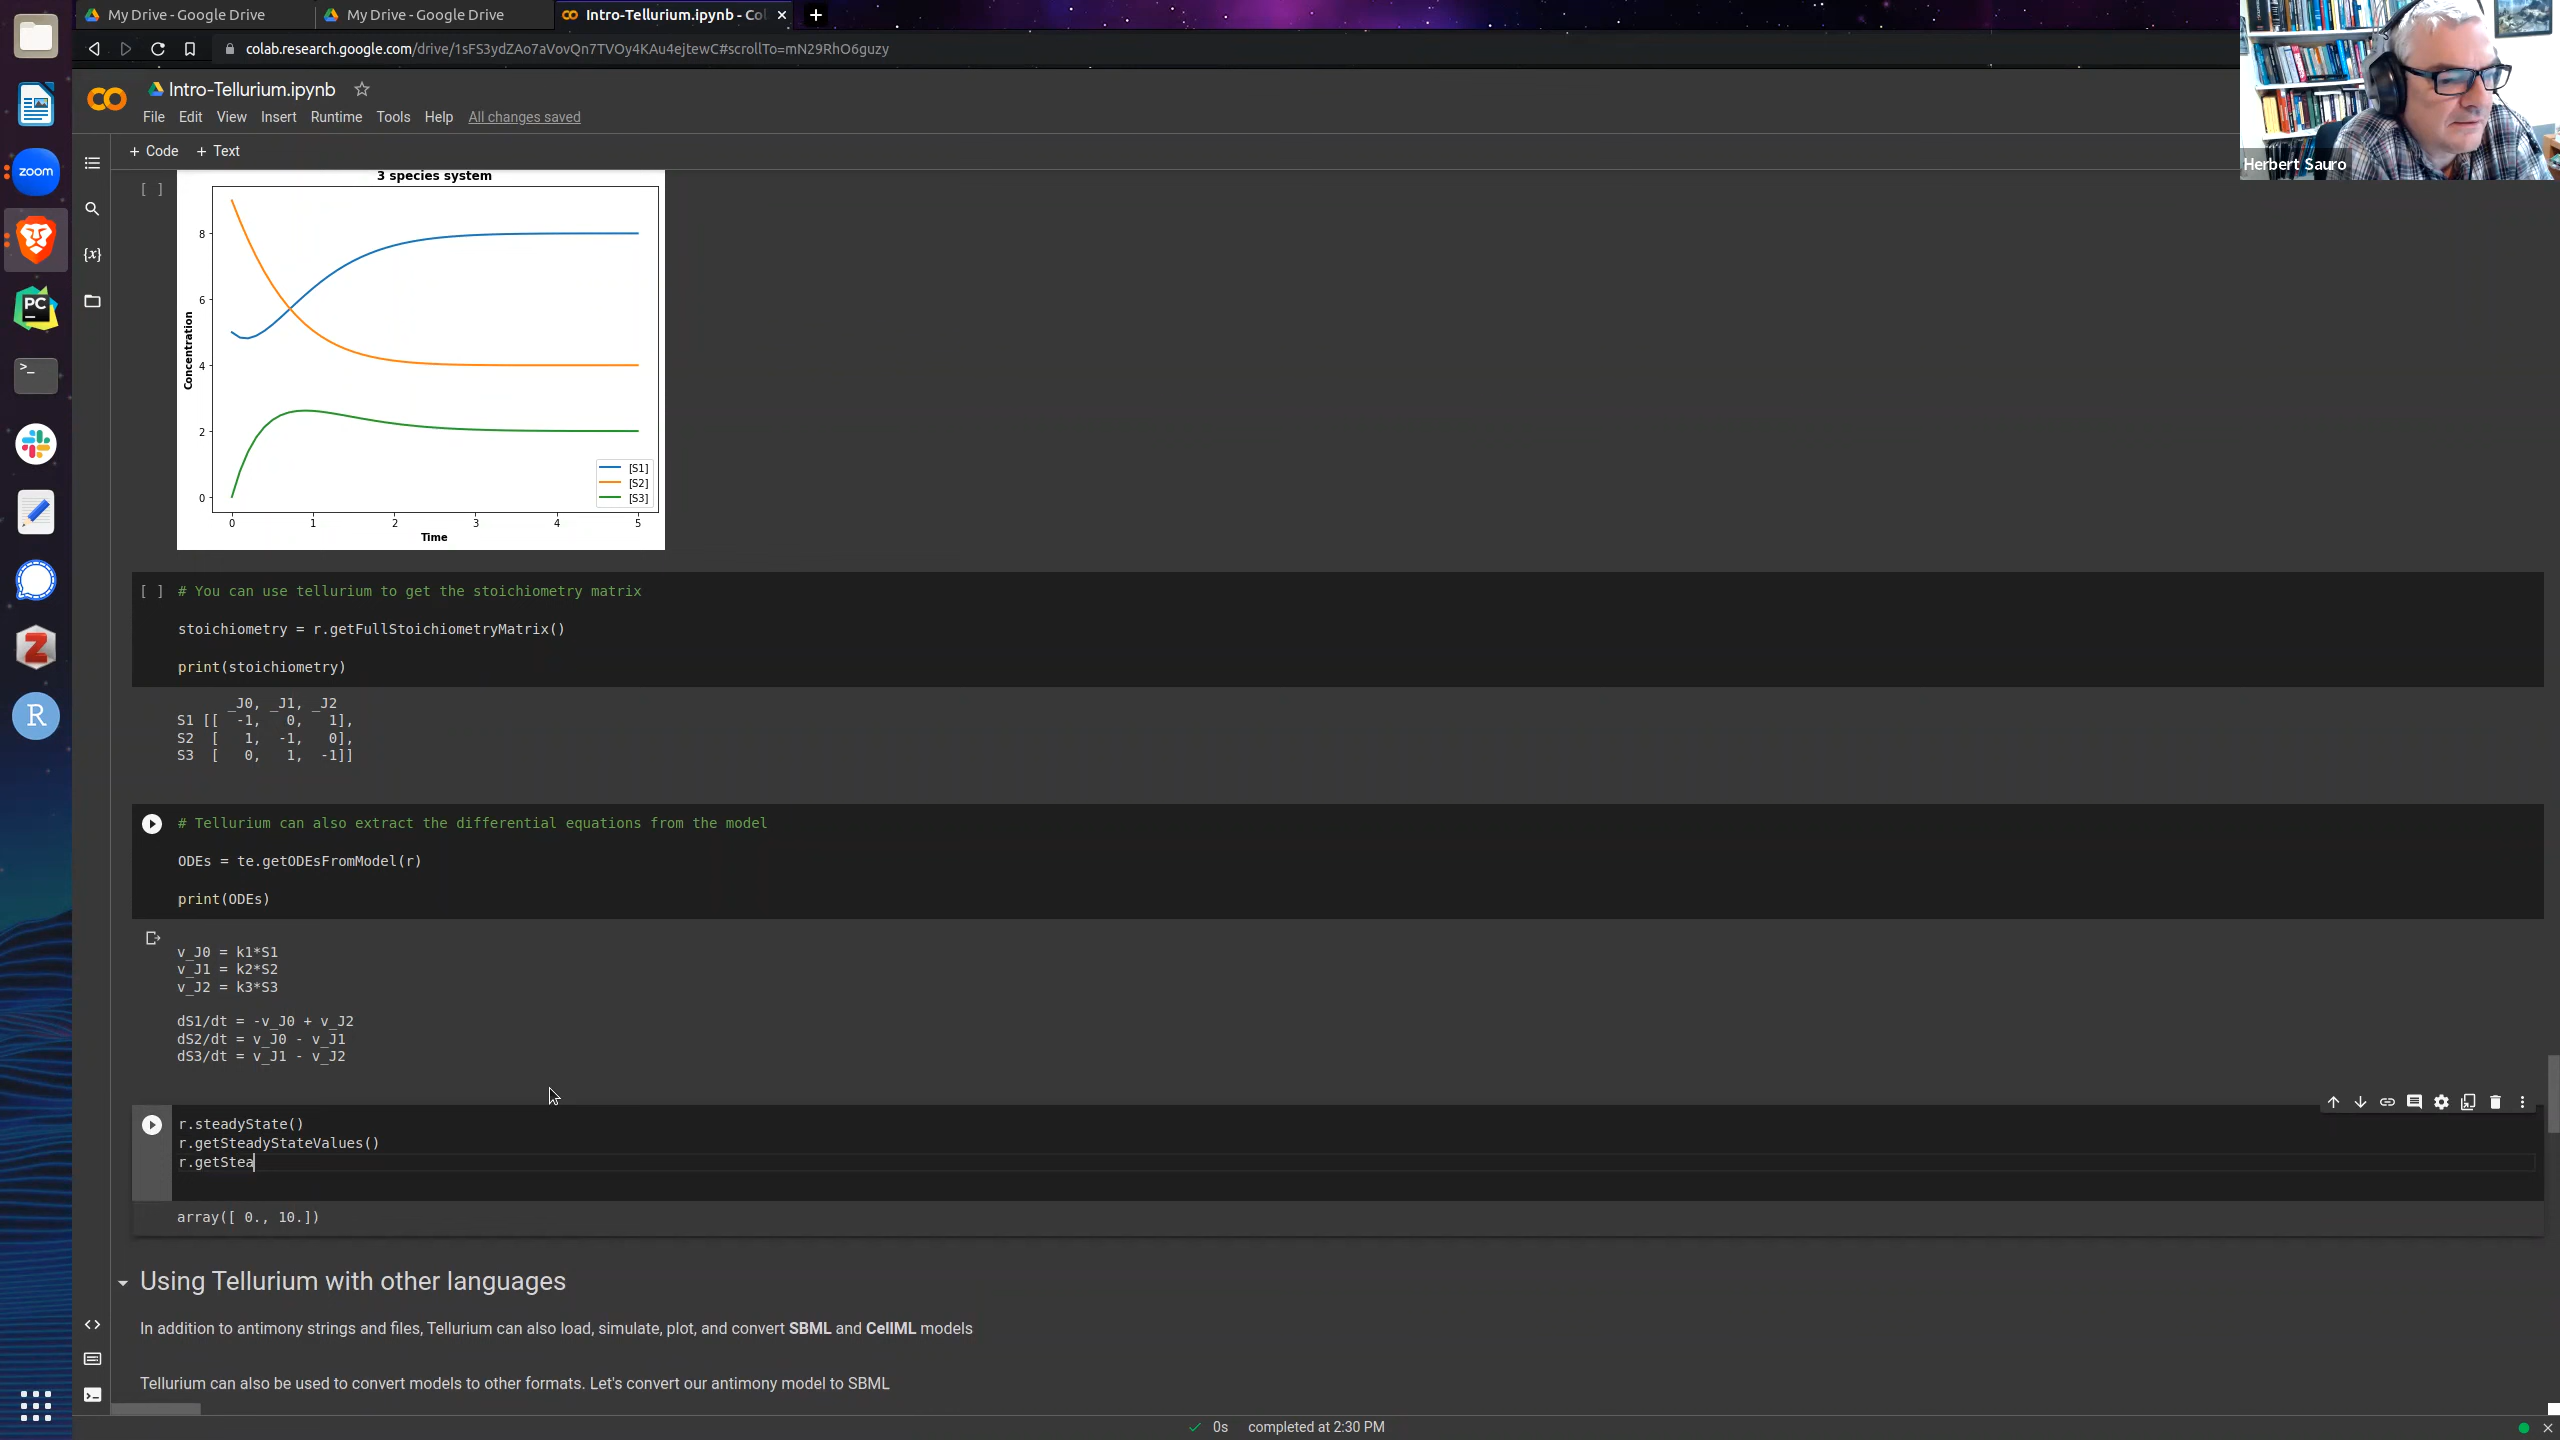 My Drive - Google Drive
My Drive - Google Drive
Intro-Tellurium.ipynb - Co
colab.research.google.com/drive/1sFS3ydZAo7aVovQn7TVOy4KAu4ejtewC#scrollTo=mN29RhO6guzy
Intro-Tellurium.ipynb
File Edit View Insert Runtime Tools Help All changes saved
+ Code + Text
Herbert Sauro
zoom
PC
>_
Z
R
{x}
[ ]
3 species system
Concentration
8
6
4
2
0
[S1]
[S2]
[S3]
0 1 2 3 4 5
Time
[ ] # You can use tellurium to get the stoichiometry matrix
stoichiometry = r.getFullStoichiometryMatrix()
print(stoichiometry)
_J0, _J1, _J2
S1 [[ -1, 0, 1],
S2 [ 1, -1, 0],
S3 [ 0, 1, -1]]
# Tellurium can also extract the differential equations from the model
ODEs = te.getODEsFromModel(r)
print(ODEs)
v_J0 = k1*S1
v_J1 = k2*S2
v_J2 = k3*S3
dS1/dt = -v_J0 + v_J2
dS2/dt = v_J0 - v_J1
dS3/dt = v_J1 - v_J2
r.steadyState()
r.getSteadyStateValues()
r.getStea
array([ 0., 10.])
Using Tellurium with other languages
In addition to antimony strings and files, Tellurium can also load, simulate, plot, and convert SBML and CellML models
Tellurium can also be used to convert models to other formats. Let's convert our antimony model to SBML
0s completed at 2:30 PM